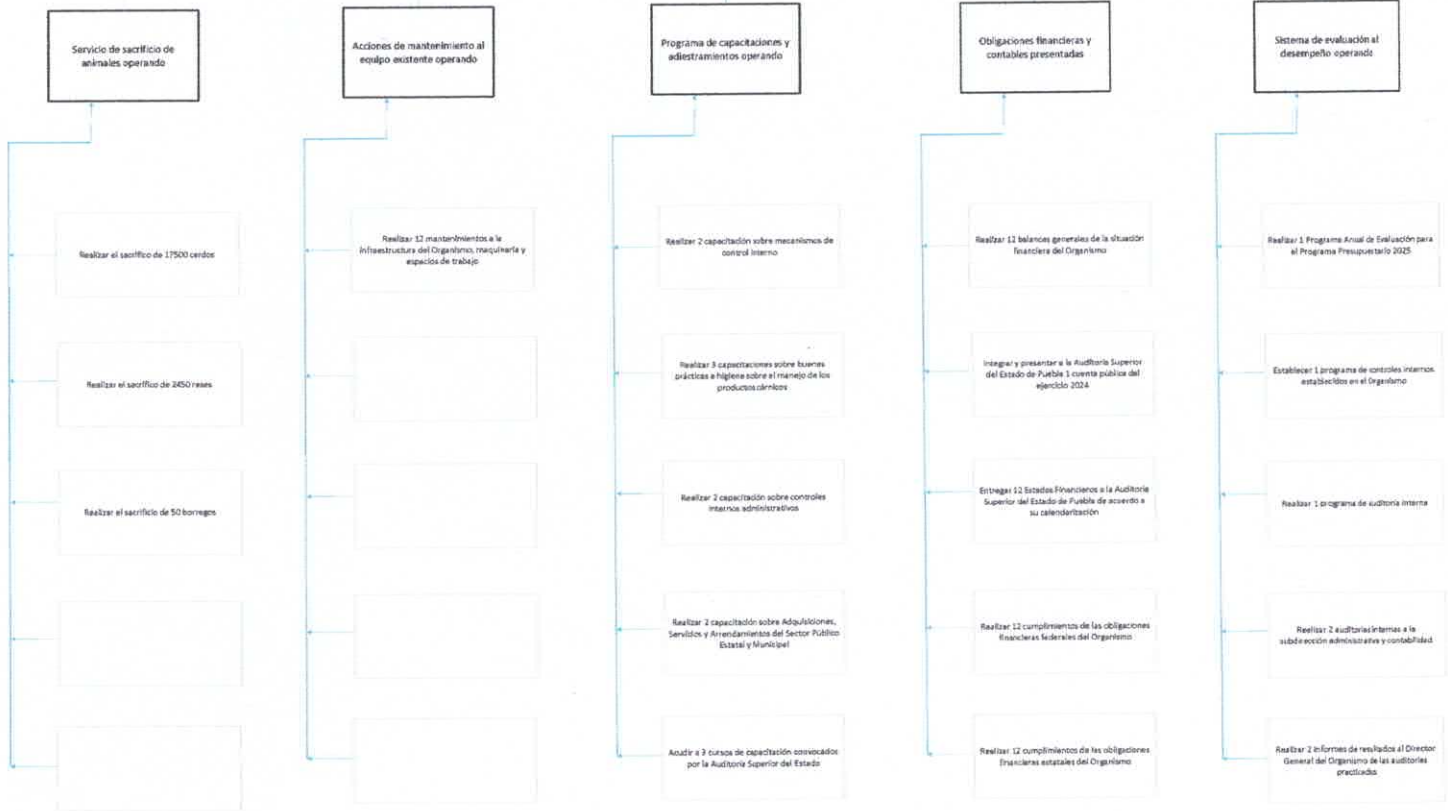 Servicio de sacrificio de
animales operando
Acciones de mantenimiento al
equipo existente operando
Programa de capacitaciones y
adiestramientos operando
Obligaciones financieras y
contables presentadas
Sistema de evaluación al
desempeño operando
Realizar el sacrifico de 17500 cerdos
Realizar el sacrifico de 2450 reses
Realizar el sacrificio de 50 borregos
Realizar 12 mantenimientos a la
infraestructura del Organismo, maquinaria y
espacios de trabajo
Realizar 2 capacitación sobre mecanismos de
control interno
Realizar 3 capacitaciones sobre buenas
prácticas e higiene sobre el manejo de los
productos cárnicos
Realizar 2 capacitación sobre controles
internos administrativos
Realizar 2 capacitación sobre Adquisiciones,
Servicios y Arrendamientos del Sector Público
Estatal y Municipal
Acudir a 3 cursos de capacitación convocados
por la Auditoría Superior del Estado
Realizar 12 balances generales de la situación
financiera del Organismo
Integrar y presentar a la Auditoría Superior
del Estado de Puebla 1 cuenta pública del
ejercicio 2024
Entregar 12 Estados Financieros a la Auditoría
Superior del Estado de Puebla de acuerdo a
su calendarización
Realizar 12 cumplimientos de las obligaciones
financieras federales del Organismo
Realizar 12 cumplimientos de las obligaciones
financieras estatales del Organismo
Realizar 1 Programa Anual de Evaluación para
el Programa Presupuestario 2025
Establecer 1 programa de controles internos
establecidos en el Organismo
Realizar 1 programa de auditoría interna
Realizar 2 auditorías internas a la
subdirección administrativa y contabilidad
Realizar 2 informes de resultados al Director
General del Organismo de las auditorías
practicadas